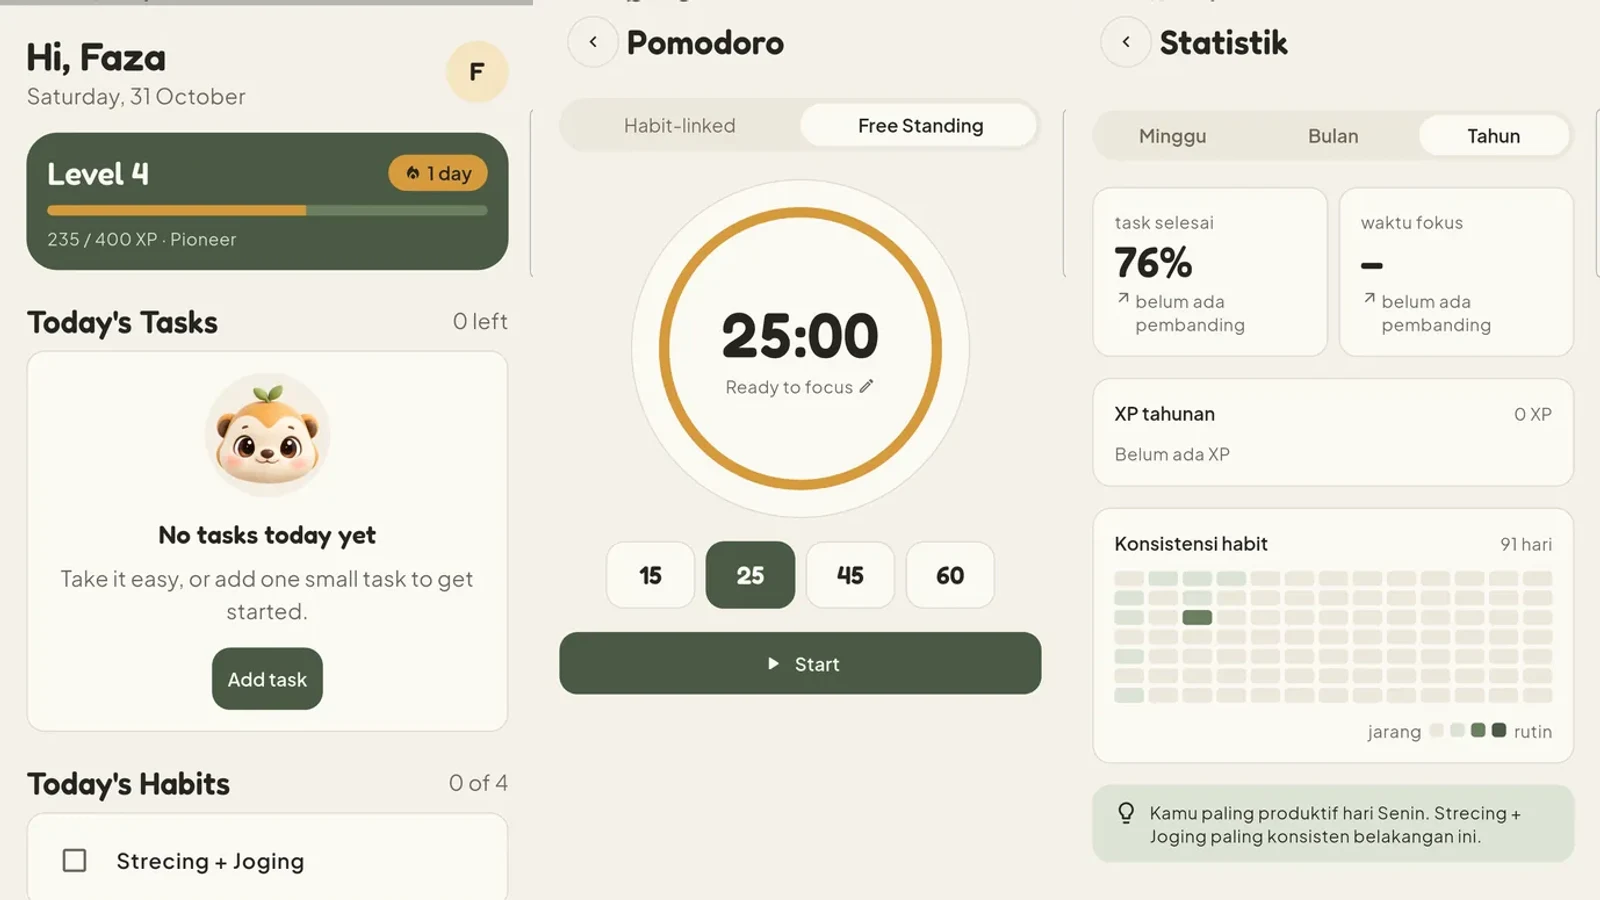 Hi, Faza
Saturday, 31 October
F
Level 4
1 day
235 / 400 XP · Pioneer
Today's Tasks
0 left
No tasks today yet
Take it easy, or add one small task to get
started.
Add task
Today's Habits
0 of 4
Strecing + Joging
Pomodoro
Habit-linked
Free Standing
25:00
Ready to focus
15
25
45
60
Start
Statistik
Minggu
Bulan
Tahun
task selesai
76%
belum ada
pembanding
waktu fokus
–
belum ada
pembanding
XP tahunan
0 XP
Belum ada XP
Konsistensi habit
91 hari
jarang
rutin
Kamu paling produktif hari Senin. Strecing +
Joging paling konsisten belakangan ini.